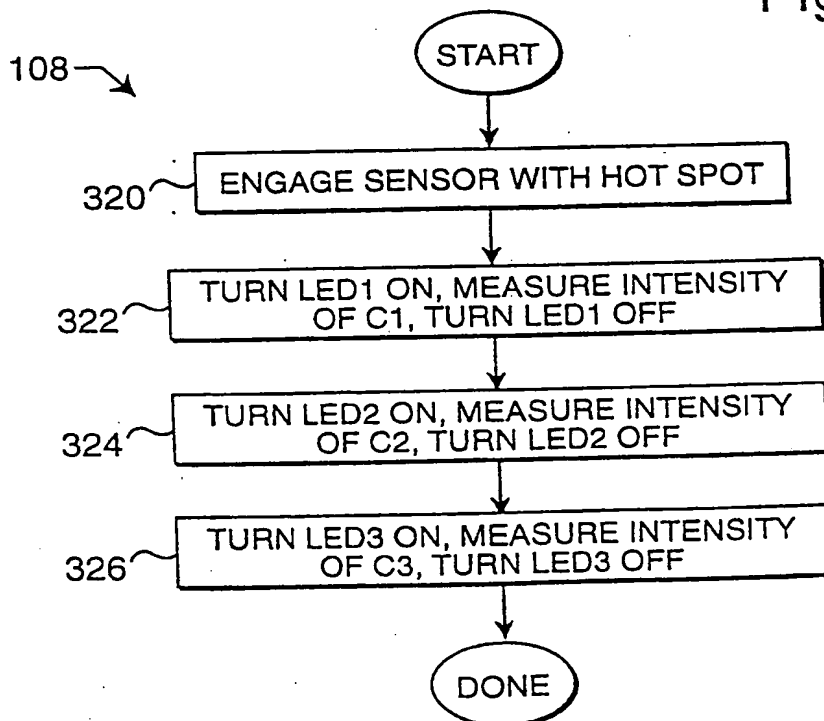 START
108
320
ENGAGE SENSOR WITH HOT SPOT
TURN LED1 ON, MEASURE INTENSITY
OF C1, TURN LED1 OFF
322
TURN LED2 ON, MEASURE INTENSITY
OF C2, TURN LED2 OFF
324
TURN LED3 ON, MEASURE INTENSITY
OF C3, TURN LED3 OFF
326
DONE